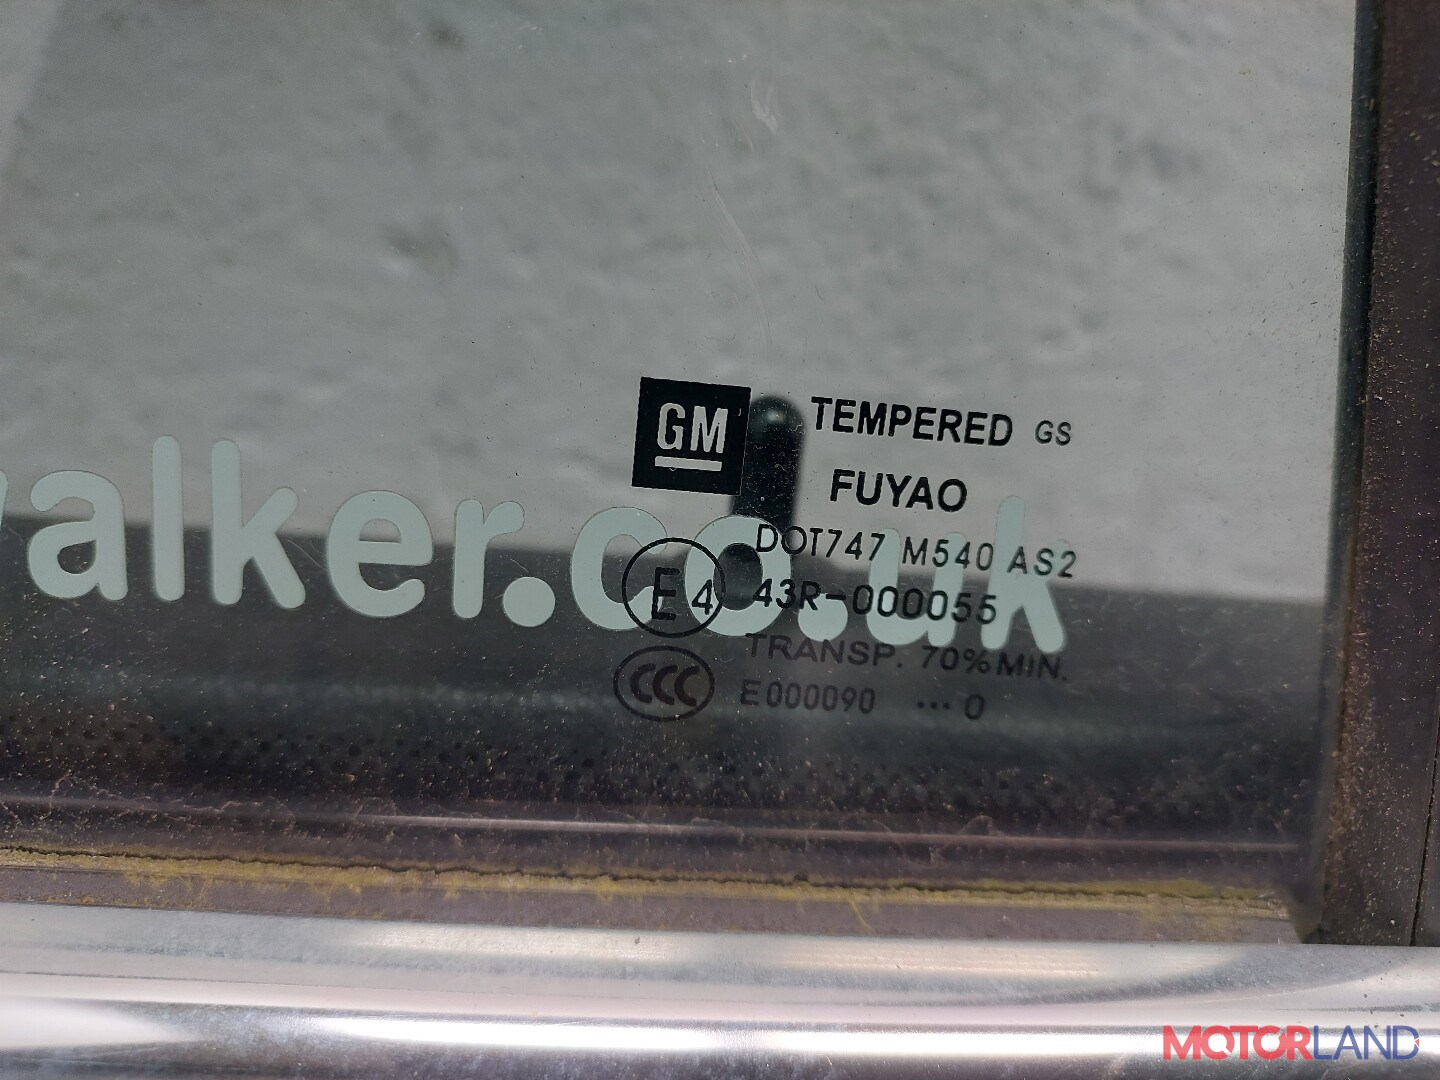 GM
TEMPERED GS
FUYAO
DOT747 M540 AS2
E4 43R-000055
TRANSP. 70% MIN.
CCC E000090 ... 0
alker.co.uk
MOTORLAND